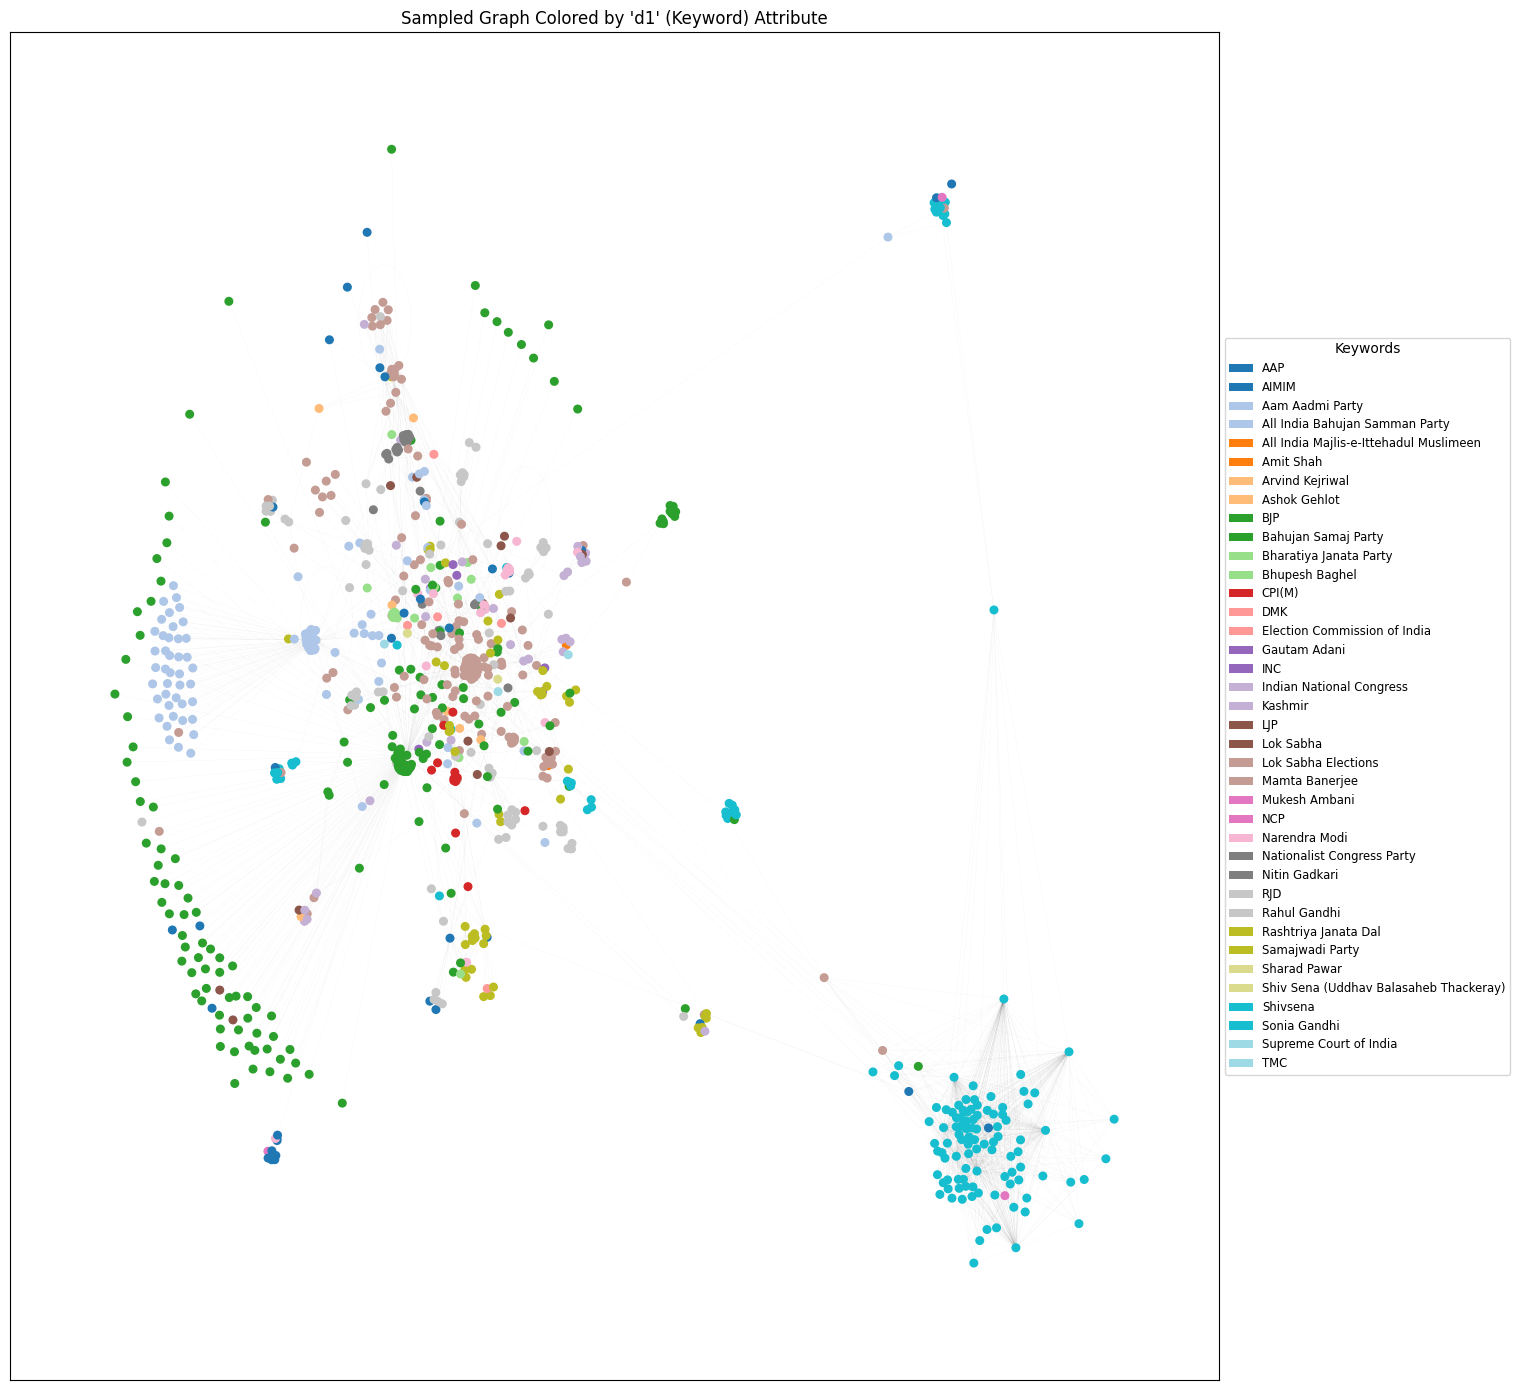 Sampled Graph Colored by 'd1' (Keyword) Attribute
Keywords
AAP
AIMIM
Aam Aadmi Party
All India Bahujan Samman Party
All India Majlis-e-Ittehadul Muslimeen
Amit Shah
Arvind Kejriwal
Ashok Gehlot
BJP
Bahujan Samaj Party
Bharatiya Janata Party
Bhupesh Baghel
CPI(M)
DMK
Election Commission of India
Gautam Adani
INC
Indian National Congress
Kashmir
LJP
Lok Sabha
Lok Sabha Elections
Mamta Banerjee
Mukesh Ambani
NCP
Narendra Modi
Nationalist Congress Party
Nitin Gadkari
RJD
Rahul Gandhi
Rashtriya Janata Dal
Samajwadi Party
Sharad Pawar
Shiv Sena (Uddhav Balasaheb Thackeray)
Shivsena
Sonia Gandhi
Supreme Court of India
TMC